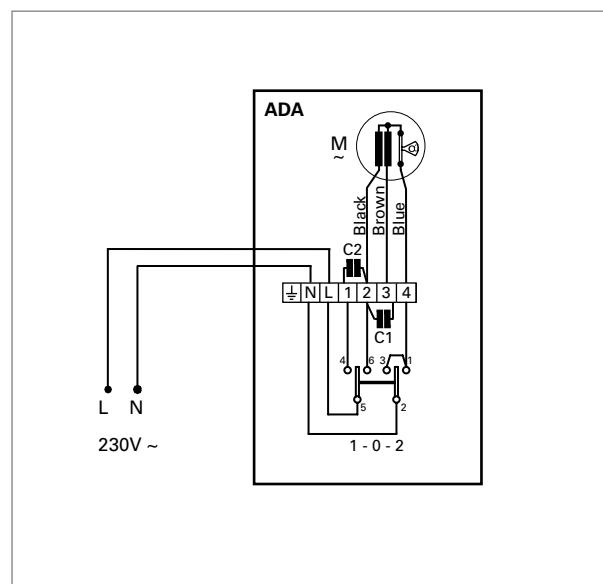 ADA
M
~
Black
Brown
Blue
C2
N L 1 2 3 4
C1
4 6 3 1
5 2
L N
230V ~
1 - 0 - 2